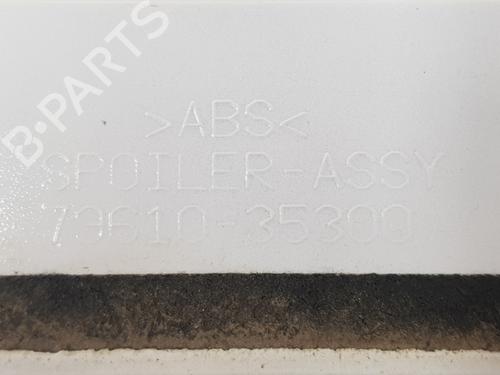 B-PARTS
>ABS<
SPOILER-ASSY
79610-35300